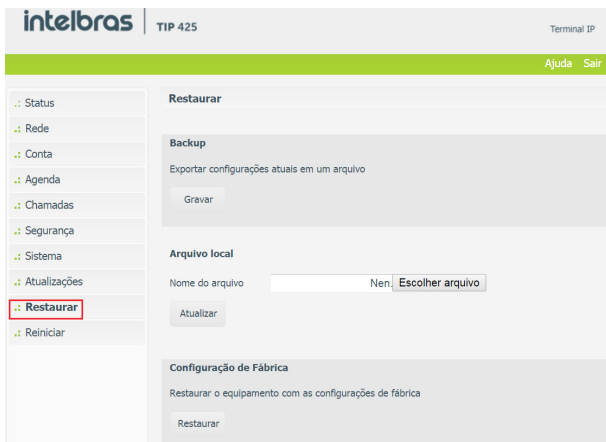 intelbras TIP 425
Terminal IP
Ajuda Sair
.: Status
.: Rede
.: Conta
.: Agenda
.: Chamadas
.: Segurança
.: Sistema
.: Atualizações
.: Restaurar
.: Reiniciar
Restaurar
Backup
Exportar configurações atuais em um arquivo
Gravar
Arquivo local
Nome do arquivo Nen. Escolher arquivo
Atualizar
Configuração de Fábrica
Restaurar o equipamento com as configurações de fábrica
Restaurar